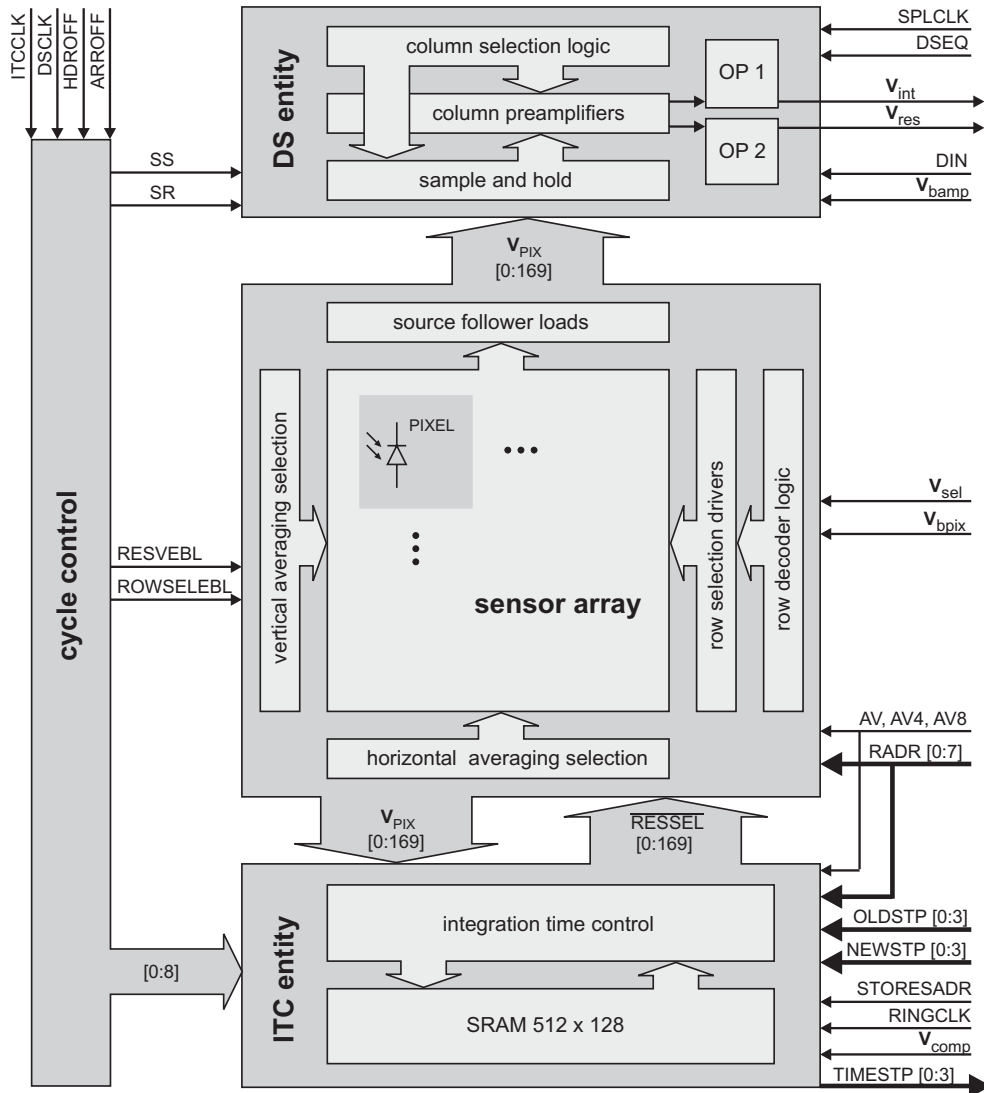 ITCCLK
DSCLK
HDROFF
ARROFF
cycle control
SS
SR
RESVEBL
ROWSELEBL
[0:8]
DS entity
column selection logic
column preamplifiers
sample and hold
OP 1
OP 2
SPLCLK
DSEQ
Vint
Vres
DIN
Vbamp
VPIX
[0:169]
source follower loads
vertical averaging selection
PIXEL
•••
•••
sensor array
row selection drivers
row decoder logic
horizontal averaging selection
Vsel
Vbpix
AV, AV4, AV8
RADR [0:7]
VPIX
[0:169]
RESSEL
[0:169]
ITC entity
integration time control
SRAM 512 x 128
OLDSTP [0:3]
NEWSTP [0:3]
STORESADR
RINGCLK
Vcomp
TIMESTP [0:3]